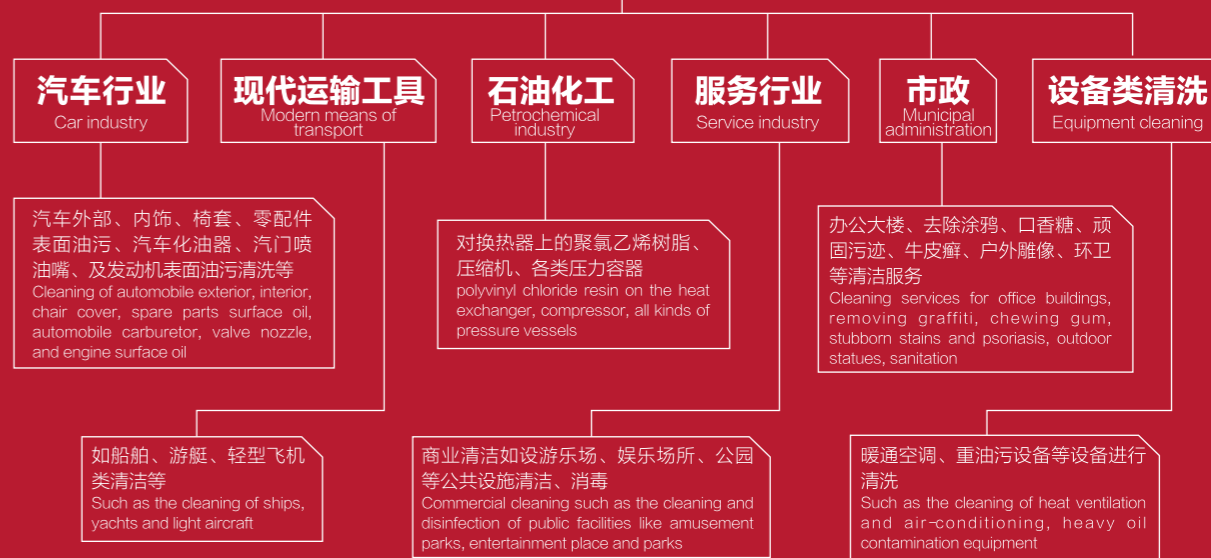 汽车行业
Car industry
现代运输工具
Modern means of
transport
石油化工
Petrochemical
industry
服务行业
Service industry
市政
Municipal
administration
设备类清洗
Equipment cleaning
汽车外部、内饰、椅套、零配件
表面油污、汽车化油器、汽门喷
油嘴、及发动机表面油污清洗等
Cleaning of automobile exterior, interior,
chair cover, spare parts surface oil,
automobile carburetor, valve nozzle,
and engine surface oil
对换热器上的聚氯乙烯树脂、
压缩机、各类压力容器
polyvinyl chloride resin on the heat
exchanger, compressor, all kinds of
pressure vessels
办公大楼、去除涂鸦、口香糖、顽
固污迹、牛皮癣、户外雕像、环卫
等清洁服务
Cleaning services for office buildings,
removing graffiti, chewing gum,
stubborn stains and psoriasis, outdoor
statues, sanitation
如船舶、游艇、轻型飞机
类清洁等
Such as the cleaning of ships,
yachts and light aircraft
商业清洁如设游乐场、娱乐场所、公园
等公共设施清洁、消毒
Commercial cleaning such as the cleaning and
disinfection of public facilities like amusement
parks, entertainment place and parks
暖通空调、重油污设备等设备进行
清洗
Such as the cleaning of heat ventilation
and air-conditioning, heavy oil
contamination equipment